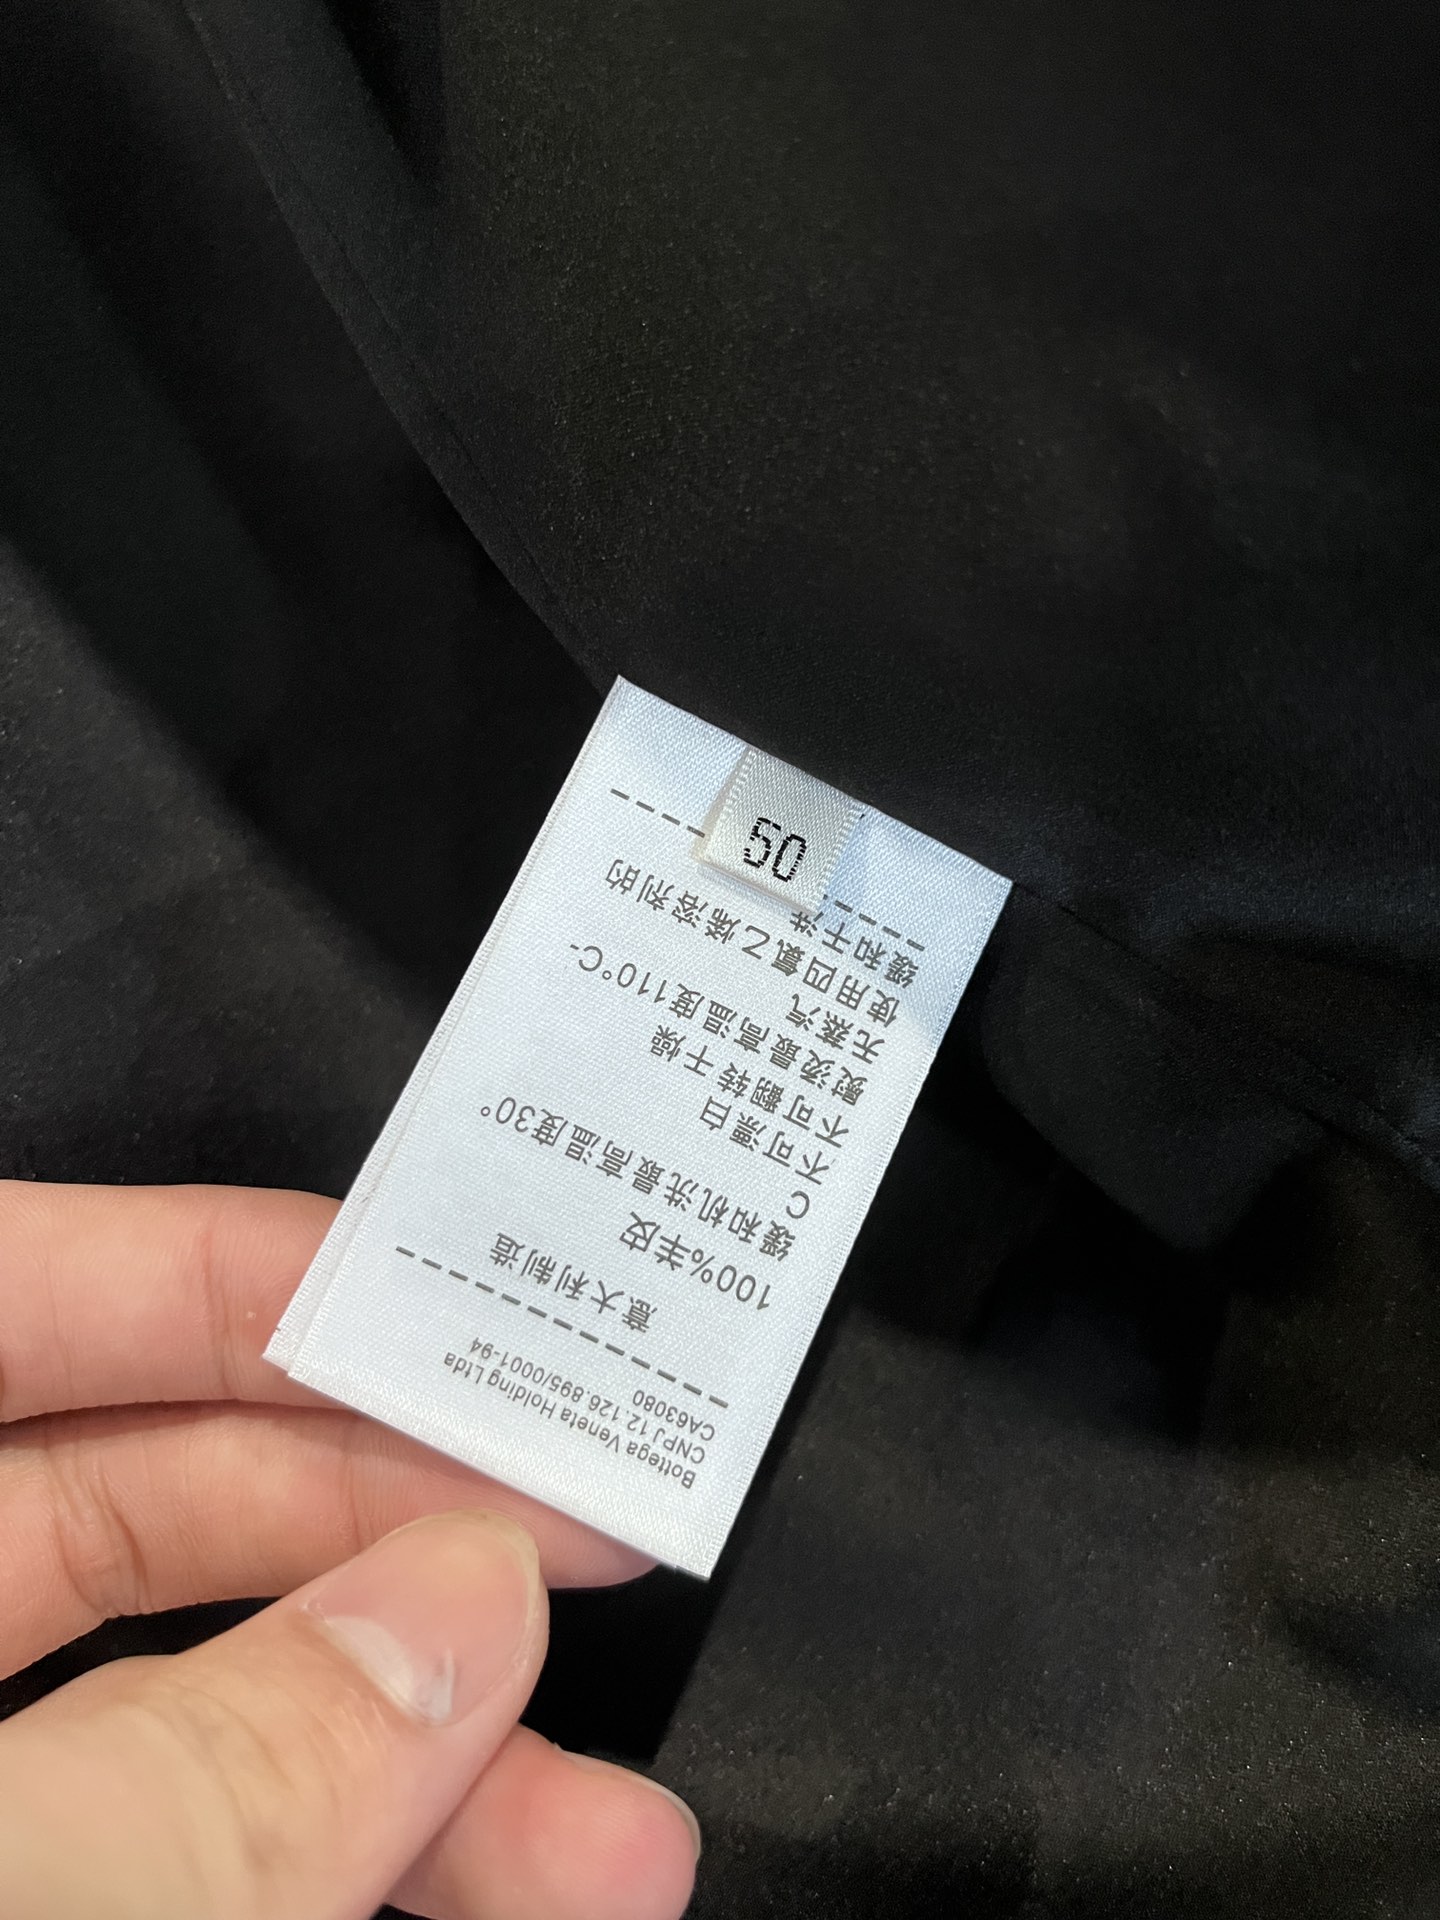 Bottega Veneta Holding Ltda
CNPJ 12.126.895/0001-94
CA63080
意大利制造
100%羊皮
缓和机洗最高温度30°
C
不可漂白
不可翻转干燥
熨烫最高温度110°C-
无蒸汽
使用四氯乙烯溶剂的
缓和干洗
50